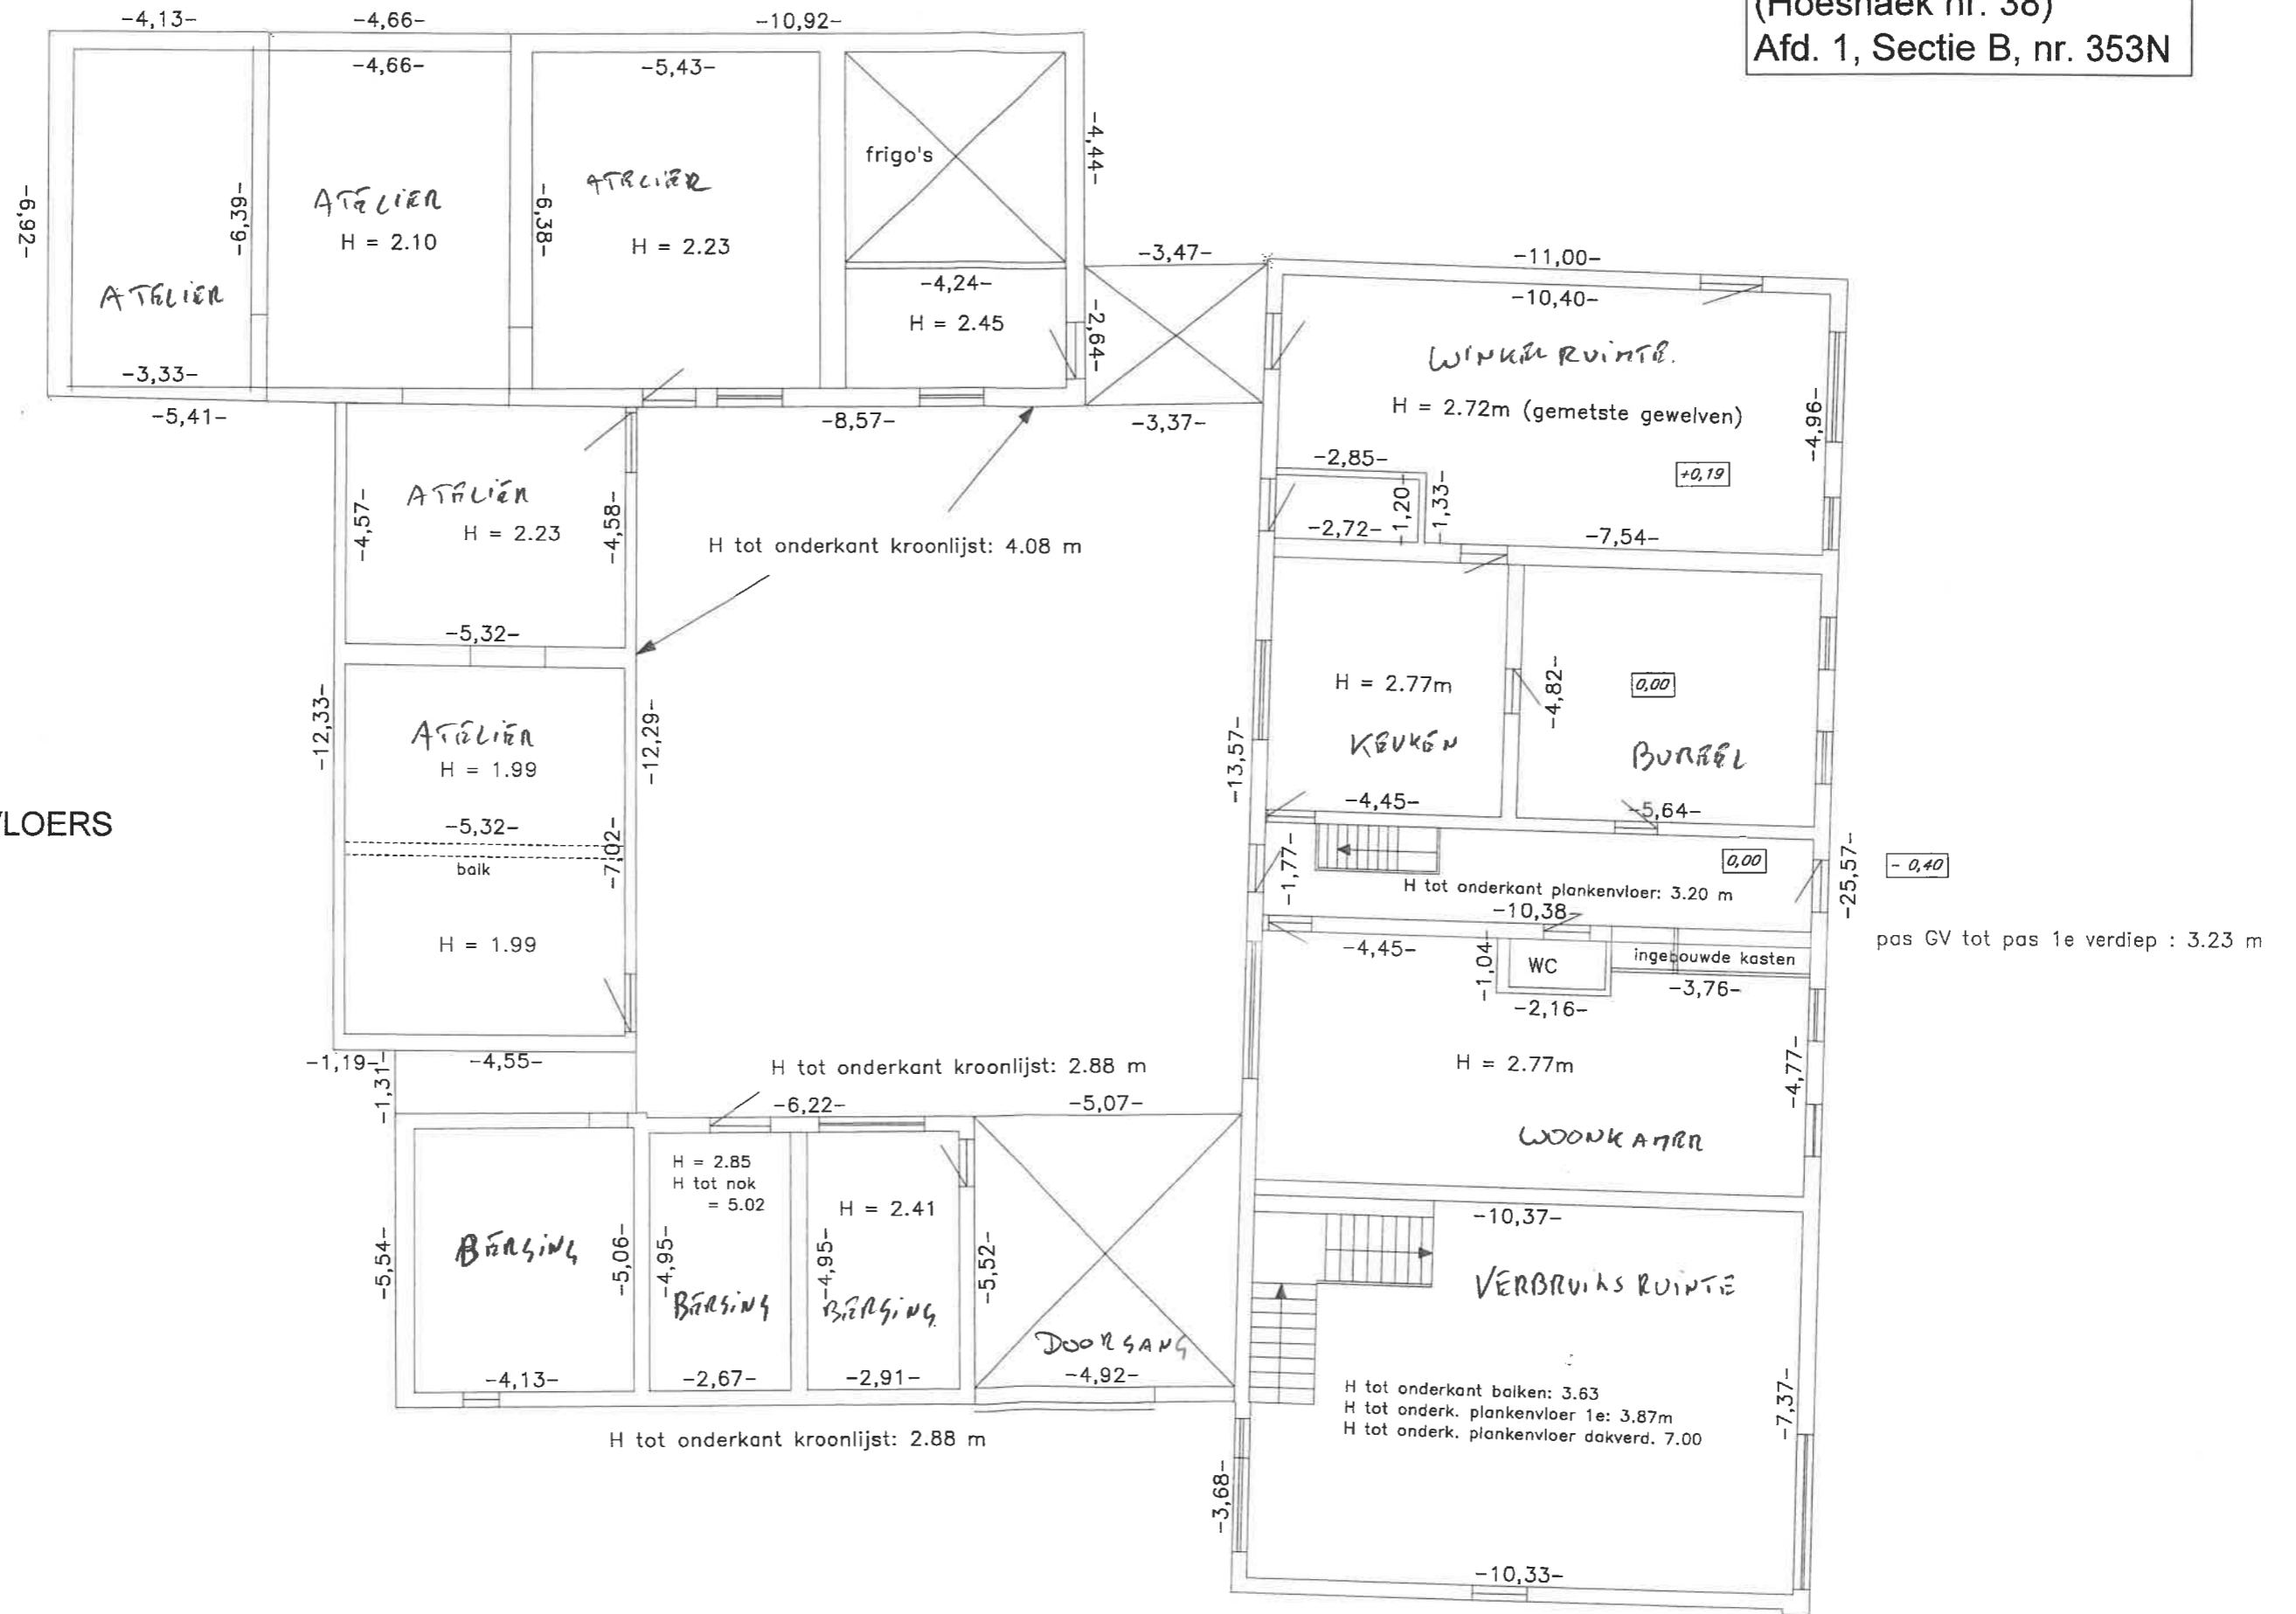 (Hoeshaek nr. 38)
Afd. 1, Sectie B, nr. 353N
-4,13-
-4,66-
-10,92-
-4,66-
-5,43-
-6,92-
-6,39-
ATELIER
H = 2.10
-6,38-
ATELIER
H = 2.23
frigo's
-4,44-
ATELIER
-3,33-
-5,41-
-4,24-
H = 2.45
-2,64-
-3,47-
-8,57-
-3,37-
-11,00-
-10,40-
WINKELRUIMTE.
H = 2.72m (gemetste gewelven)
-4,96-
+0,19
-2,85-
-1,20-
-1,33-
-2,72-
-7,54-
-4,57-
ATELIER
H = 2.23
-4,58-
-5,32-
H tot onderkant kroonlijst: 4.08 m
H = 2.77m
KEUKEN
-4,45-
-4,82-
0,00
BUREEL
-5,64-
-12,33-
ATELIER
H = 1.99
-12,29-
-5,32-
-7,02-
balk
H = 1.99
VLOERS
-13,57-
-1,77-
0,00
H tot onderkant plankenvloer: 3.20 m
-10,38-
-25,57-
- 0,40
pas GV tot pas 1e verdiep : 3.23 m
-4,45-
-1,04-
WC
ingebouwde kasten
-3,76-
-2,16-
H = 2.77m
-4,77-
WOONKAMER
-1,19-
-1,31-
-4,55-
H tot onderkant kroonlijst: 2.88 m
-6,22-
-5,07-
-5,54-
BERGING
-5,06-
-4,13-
H = 2.85
H tot nok
= 5.02
-4,95-
BERGING
-2,67-
H = 2.41
-4,95-
BERGING
-2,91-
-5,52-
DOORGANG
-4,92-
H tot onderkant kroonlijst: 2.88 m
-10,37-
VERBRUIKSRUIMTE
H tot onderkant balken: 3.63
H tot onderk. plankenvloer 1e: 3.87m
H tot onderk. plankenvloer dakverd. 7.00
-7,37-
-3,68-
-10,33-